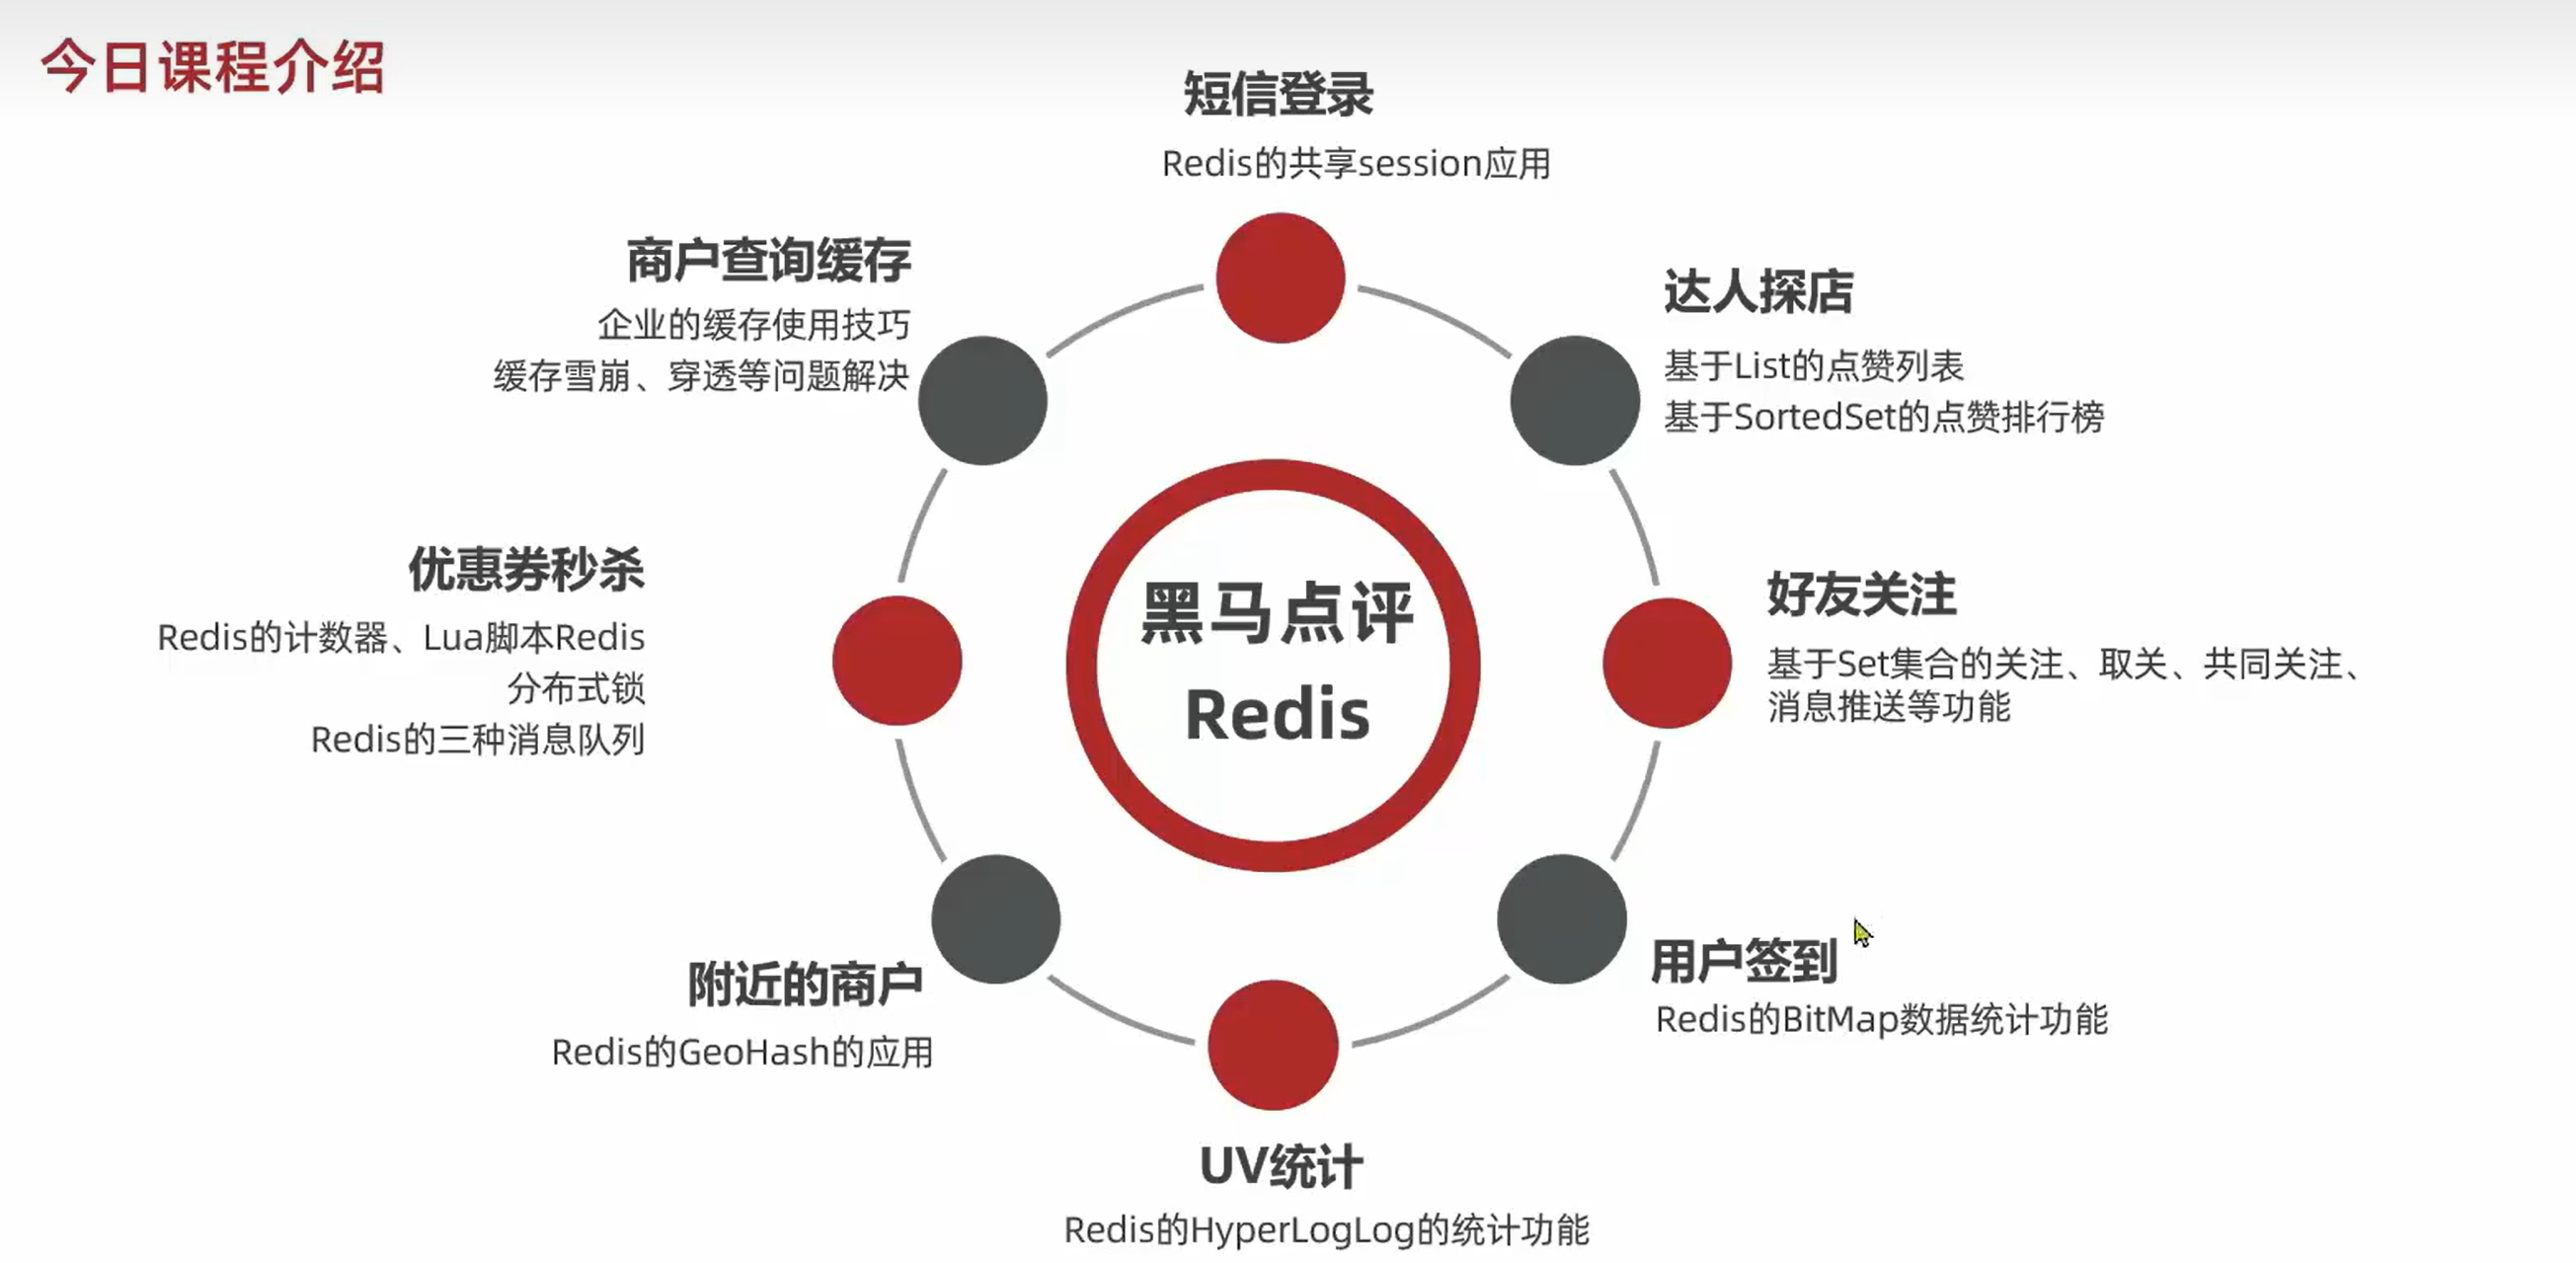 今日课程介绍
短信登录
Redis的共享session应用
商户查询缓存
企业的缓存使用技巧
缓存雪崩、穿透等问题解决
达人探店
基于List的点赞列表
基于SortedSet的点赞排行榜
优惠券秒杀
Redis的计数器、Lua脚本Redis
分布式锁
Redis的三种消息队列
黑马点评
Redis
好友关注
基于Set集合的关注、取关、共同关注、
消息推送等功能
附近的商户
Redis的GeoHash的应用
用户签到
Redis的BitMap数据统计功能
UV统计
Redis的HyperLogLog的统计功能